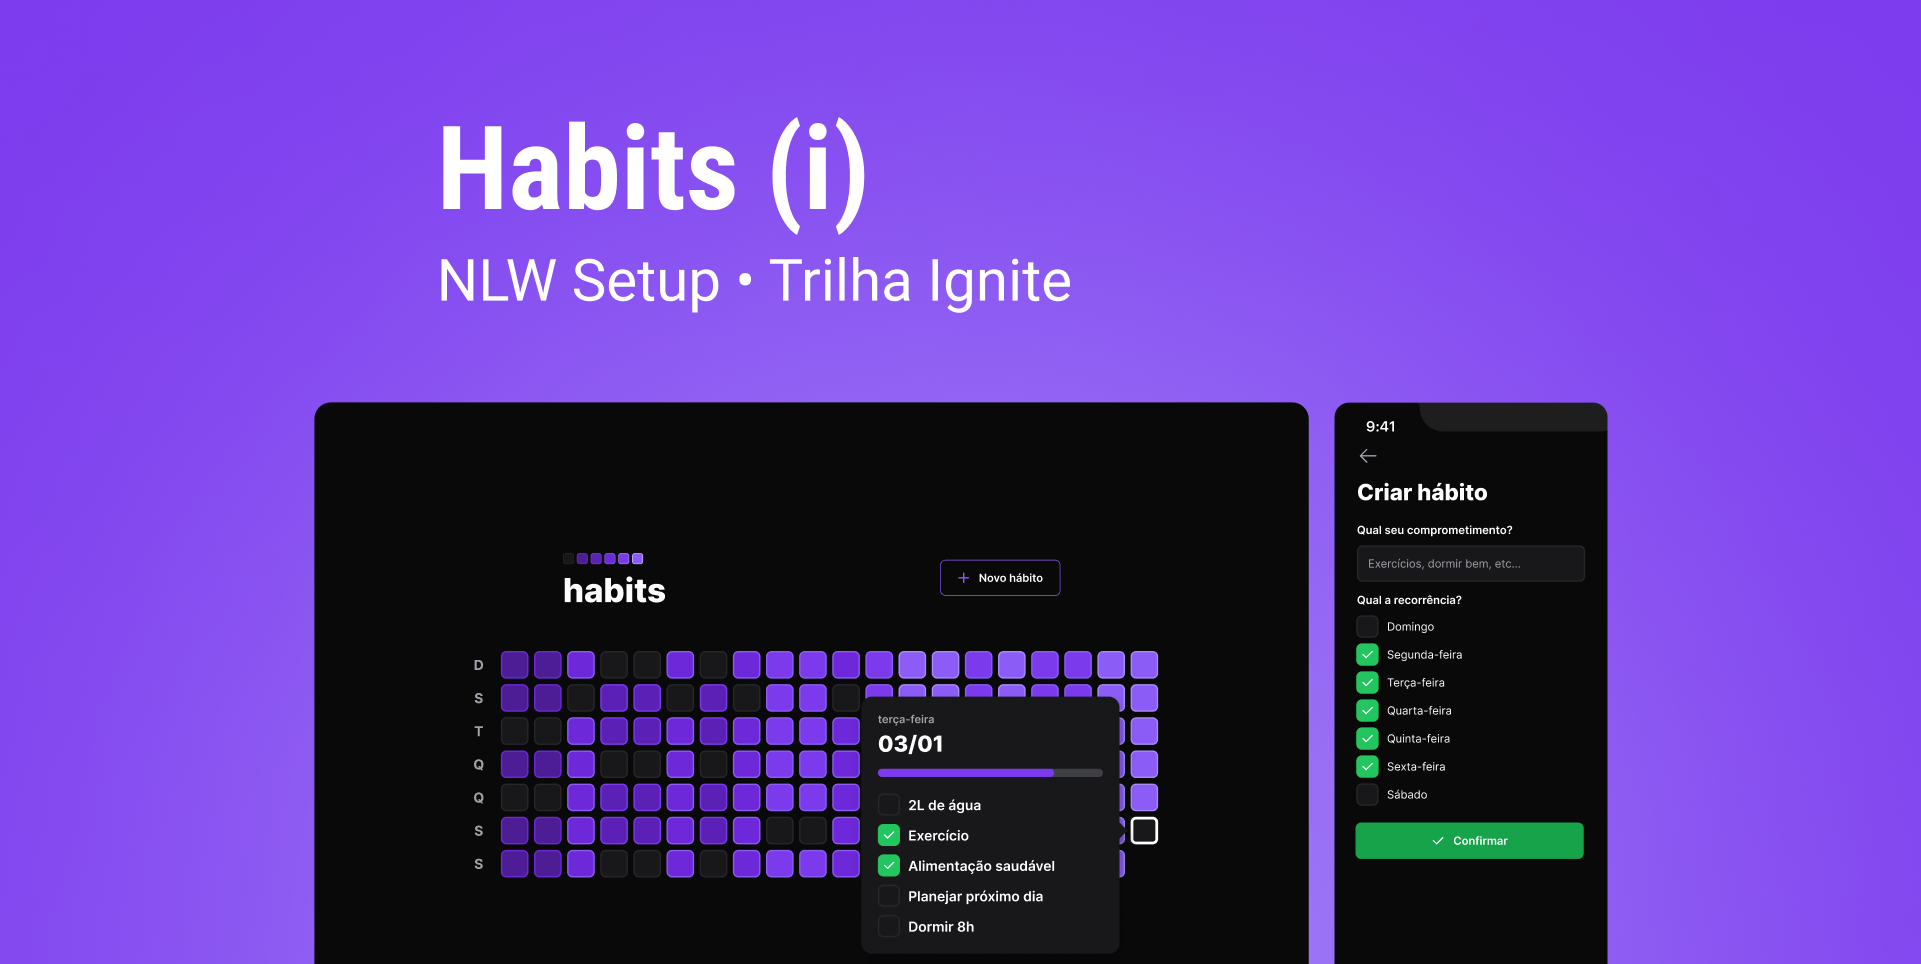 Habits (i)
NLW Setup • Trilha Ignite
habits
Novo hábito
D
S
T
Q
Q
S
S
terça-feira
03/01
2L de água
Exercício
Alimentação saudável
Planejar próximo dia
Dormir 8h
9:41
Criar hábito
Qual seu comprometimento?
Exercícios, dormir bem, etc...
Qual a recorrência?
Domingo
Segunda-feira
Terça-feira
Quarta-feira
Quinta-feira
Sexta-feira
Sábado
Confirmar